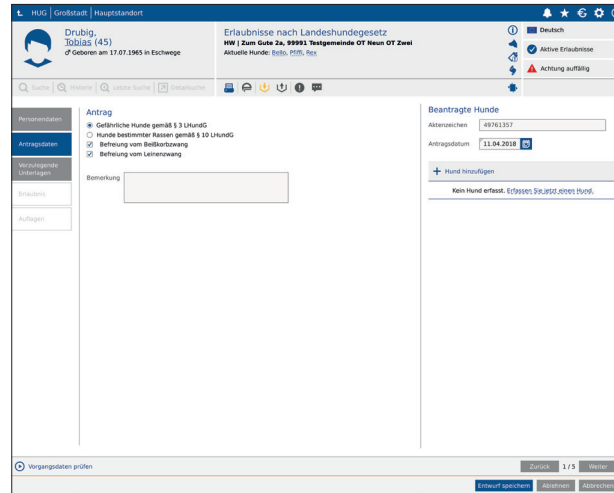 HUG | Großstadt | Hauptstandort
Drubig,
Tobias (45)
♂ Geboren am 17.07.1965 in Eschwege
Erlaubnisse nach Landeshundegesetz
HW | Zum Gute 2a, 99991 Testgemeinde OT Neun OT Zwei
Aktuelle Hunde: Bello, Pfiffi, Rex
Deutsch
Aktive Erlaubnisse
Achtung auffällig
Suche | Historie | Letzte Suche | Detailsuche
Personendaten
Antragsdaten
Vorzulegende
Unterlagen
Erlaubnis
Auflagen
Antrag
Gefährliche Hunde gemäß § 3 LHundG
Hunde bestimmter Rassen gemäß § 10 LHundG
Befreiung vom Beißkorbzwang
Befreiung vom Leinenzwang
Bemerkung
Beantragte Hunde
Aktenzeichen 49761357
Antragsdatum 11.04.2018
+ Hund hinzufügen
Kein Hund erfasst. Erfassen Sie jetzt einen Hund.
Vorgangsdaten prüfen
Zurück 1/5 Weiter
Entwurf speichern Ablehnen Abbrechen